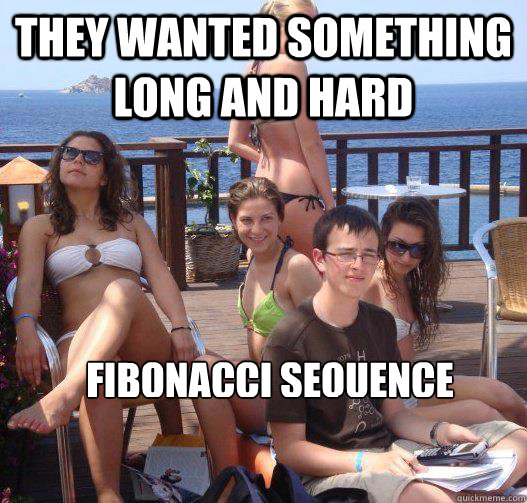 THEY WANTED SOMETHING
LONG AND HARD
FIBONACCI SEQUENCE
quickmeme.com